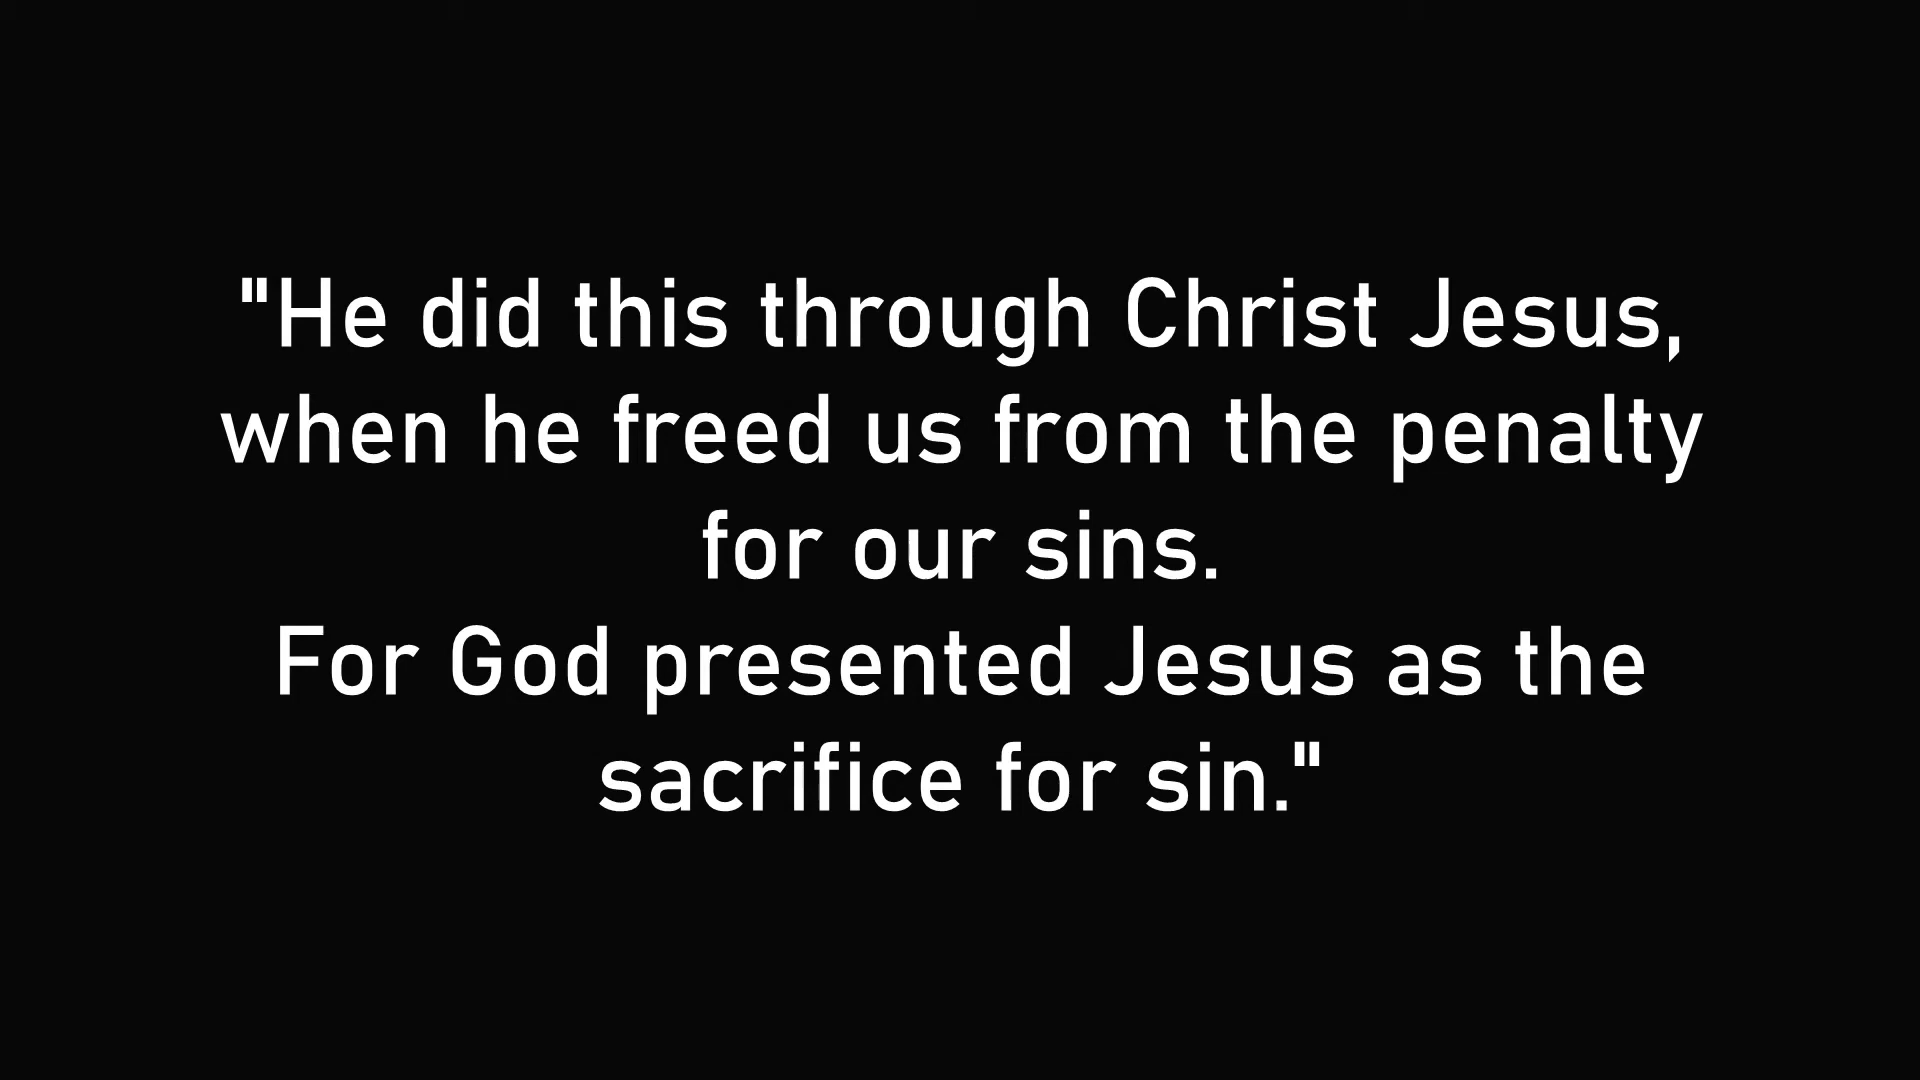 "He did this through Christ Jesus,
when he freed us from the penalty
for our sins.
For God presented Jesus as the
sacrifice for sin."